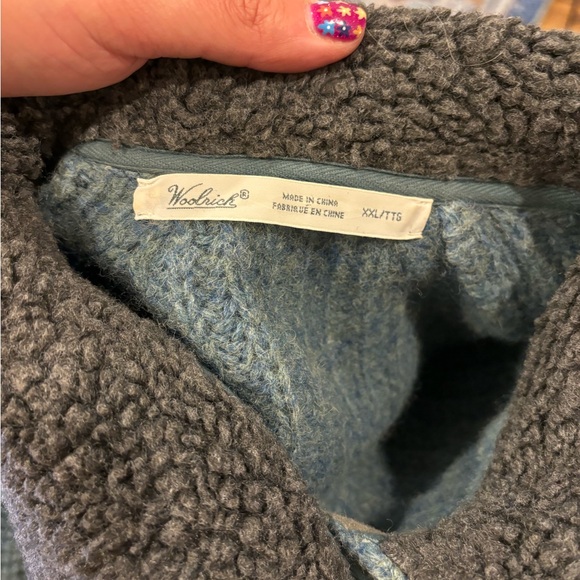 Woolrich®
MADE IN CHINA
FABRIQUÉ EN CHINE
XXL/TTG